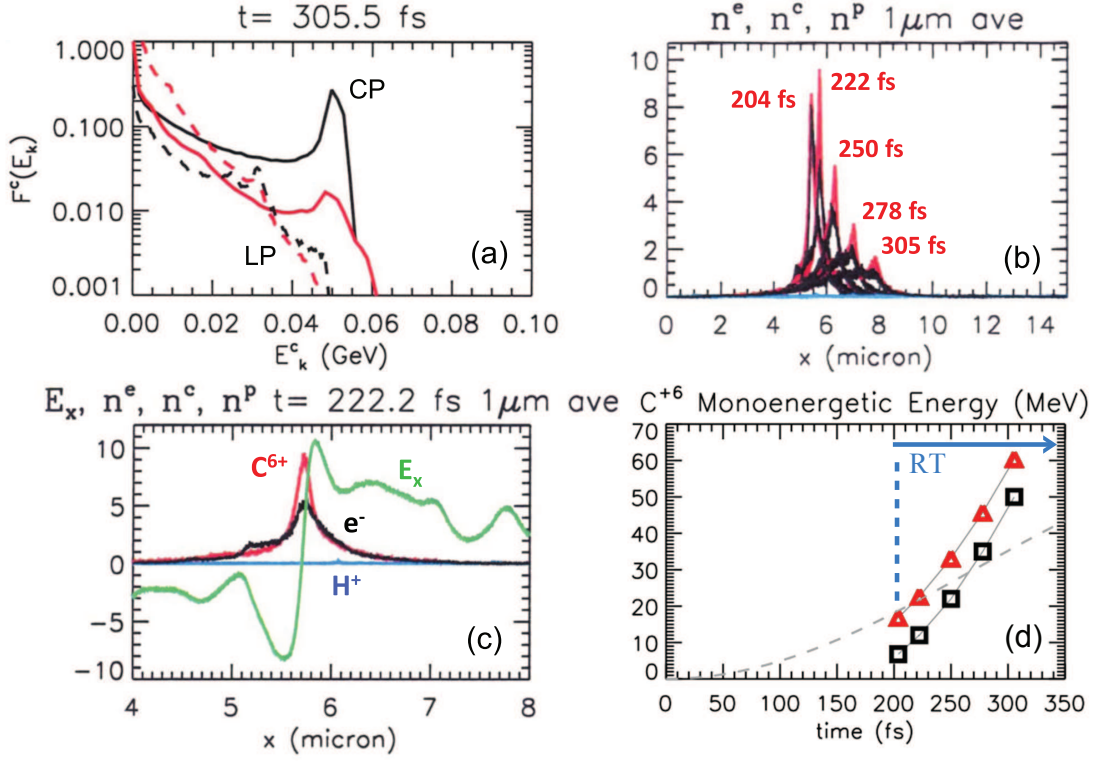 t= 305.5 fs
1.000
0.100
0.010
0.001
F^c(E_k)
CP
LP
(a)
0.00 0.02 0.04 0.06 0.08 0.10
E^c_k (GeV)
n^e, n^c, n^p 1μm ave
10
8
6
4
2
0
204 fs
222 fs
250 fs
278 fs
305 fs
(b)
0 2 4 6 8 10 12 14
x (micron)
E_x, n^e, n^c, n^p t= 222.2 fs 1μm ave
10
5
0
−5
−10
C^6+
E_x
e^-
H^+
(c)
4 5 6 7 8
x (micron)
C^+6 Monoenergetic Energy (MeV)
70
60
50
40
30
20
10
0
RT
(d)
0 50 100 150 200 250 300 350
time (fs)